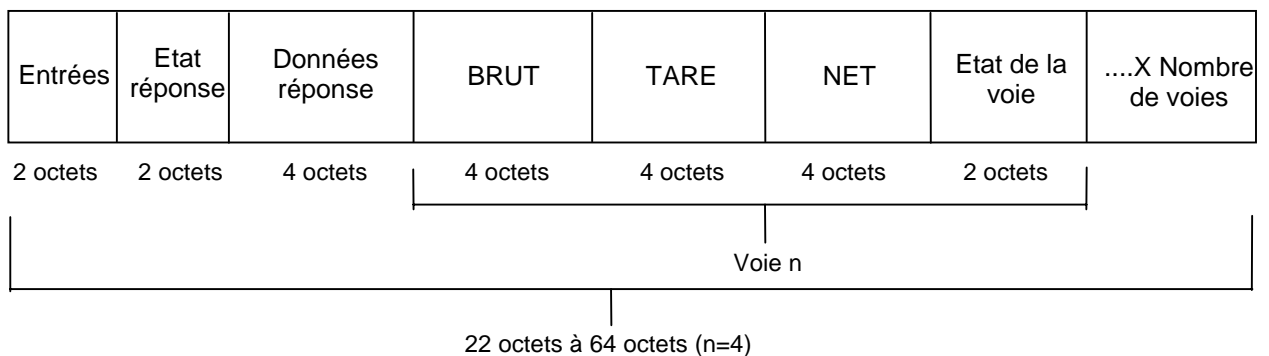 Entrées
Etat
réponse
Données
réponse
BRUT
TARE
NET
Etat de la
voie
....X Nombre
de voies
2 octets
2 octets
4 octets
4 octets
4 octets
4 octets
2 octets
Voie n
22 octets à 64 octets (n=4)